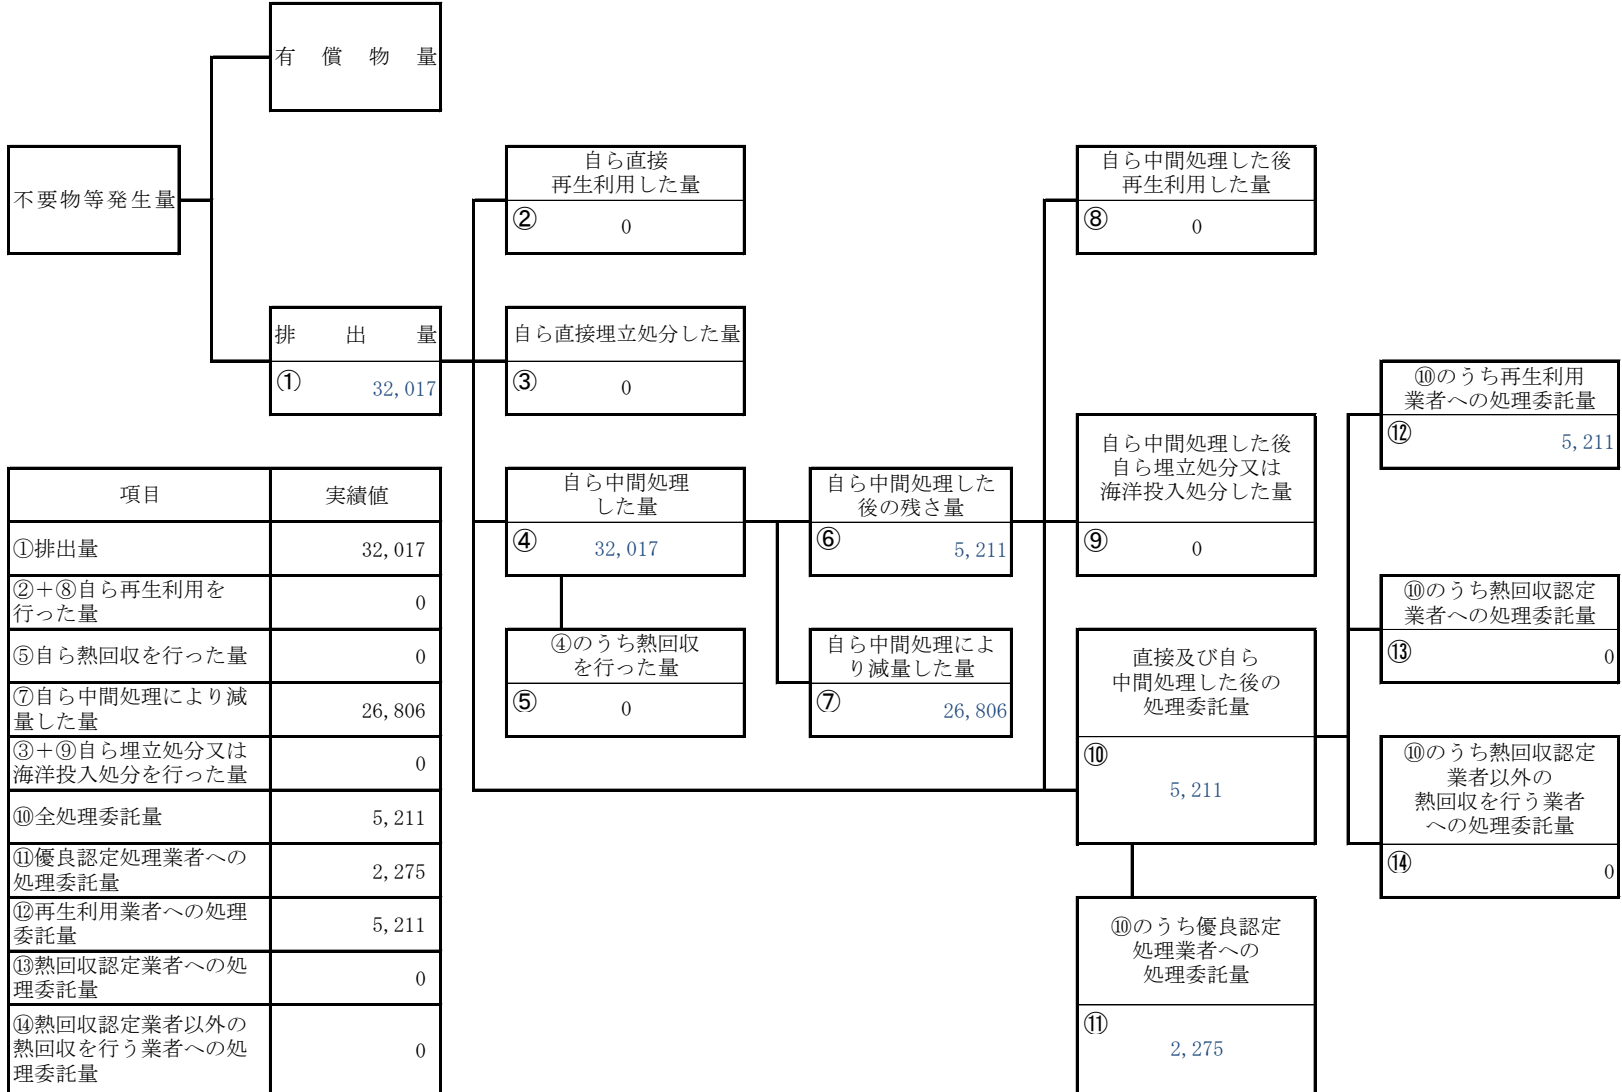 有償物量
不要物等発生量
排出量
①
32,017
自ら直接
再生利用した量
②
0
自ら直接埋立処分した量
③
0
自ら中間処理
した量
④
32,017
④のうち熱回収
を行った量
⑤
0
自ら中間処理した
後の残さ量
⑥
5,211
自ら中間処理によ
り減量した量
⑦
26,806
自ら中間処理した後
再生利用した量
⑧
0
自ら中間処理した後
自ら埋立処分又は
海洋投入処分した量
⑨
0
直接及び自ら
中間処理した後の
処理委託量
⑩
5,211
⑩のうち優良認定
処理業者への
処理委託量
⑪
2,275
⑩のうち再生利用
業者への処理委託量
⑫
5,211
⑩のうち熱回収認定
業者への処理委託量
⑬
0
⑩のうち熱回収認定
業者以外の
熱回収を行う業者
への処理委託量
⑭
0
項目 実績値
①排出量 32,017
②＋⑧自ら再生利用を
行った量 0
⑤自ら熱回収を行った量 0
⑦自ら中間処理により減
量した量 26,806
③＋⑨自ら埋立処分又は
海洋投入処分を行った量 0
⑩全処理委託量 5,211
⑪優良認定処理業者への
処理委託量 2,275
⑫再生利用業者への処理
委託量 5,211
⑬熱回収認定業者への処
理委託量 0
⑭熱回収認定業者以外の
熱回収を行う業者への処
理委託量 0